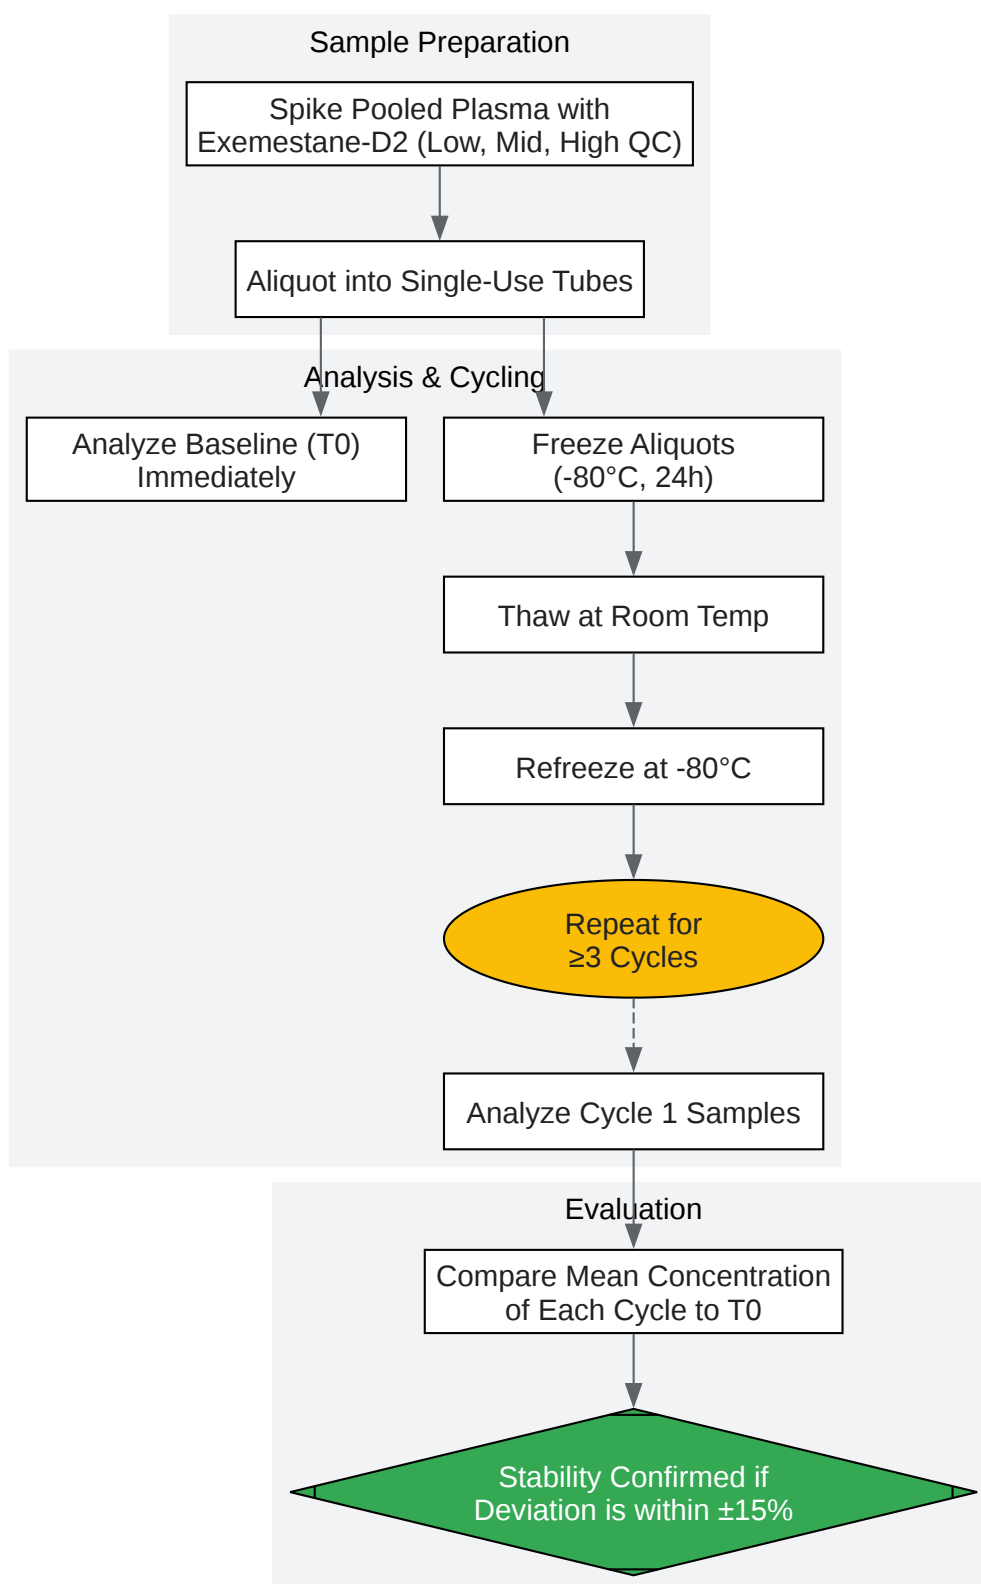 Sample Preparation
Spike Pooled Plasma with
Exemestane-D2 (Low, Mid, High QC)
Aliquot into Single-Use Tubes
Analysis & Cycling
Analyze Baseline (T0)
Immediately
Freeze Aliquots
(-80°C, 24h)
Thaw at Room Temp
Refreeze at -80°C
Repeat for
≥3 Cycles
Analyze Cycle 1 Samples
Evaluation
Compare Mean Concentration
of Each Cycle to T0
Stability Confirmed if
Deviation is within ±15%